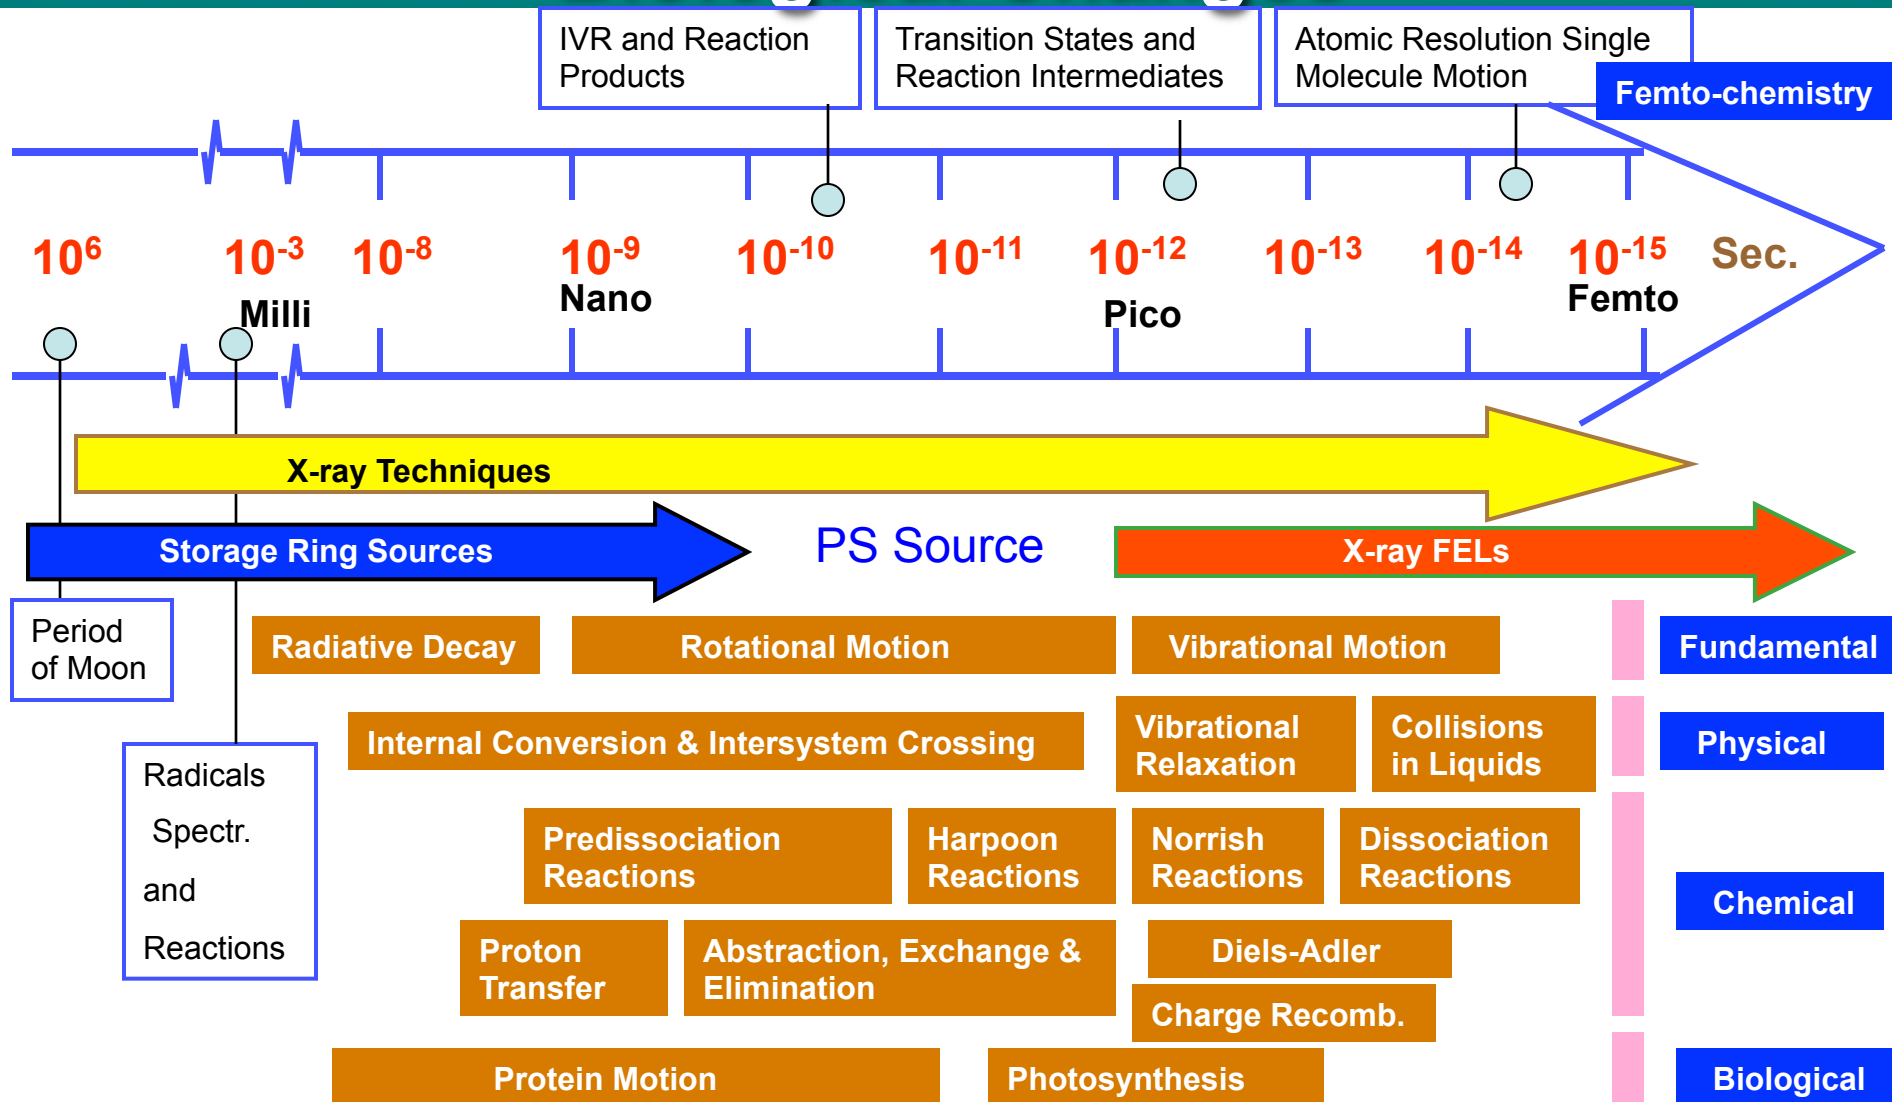 IVR and Reaction
Products
Transition States and
Reaction Intermediates
Atomic Resolution Single
Molecule Motion
Femto-chemistry
10⁶
10⁻³
10⁻⁸
10⁻⁹
10⁻¹⁰
10⁻¹¹
10⁻¹²
10⁻¹³
10⁻¹⁴
10⁻¹⁵
Sec.
Milli
Nano
Pico
Femto
X-ray Techniques
Storage Ring Sources
PS Source
X-ray FELs
Period
of Moon
Radiative Decay
Rotational Motion
Vibrational Motion
Fundamental
Radicals
Spectr.
and
Reactions
Internal Conversion & Intersystem Crossing
Vibrational
Relaxation
Collisions
in Liquids
Physical
Predissociation
Reactions
Harpoon
Reactions
Norrish
Reactions
Dissociation
Reactions
Chemical
Proton
Transfer
Abstraction, Exchange &
Elimination
Diels-Adler
Charge Recomb.
Protein Motion
Photosynthesis
Biological